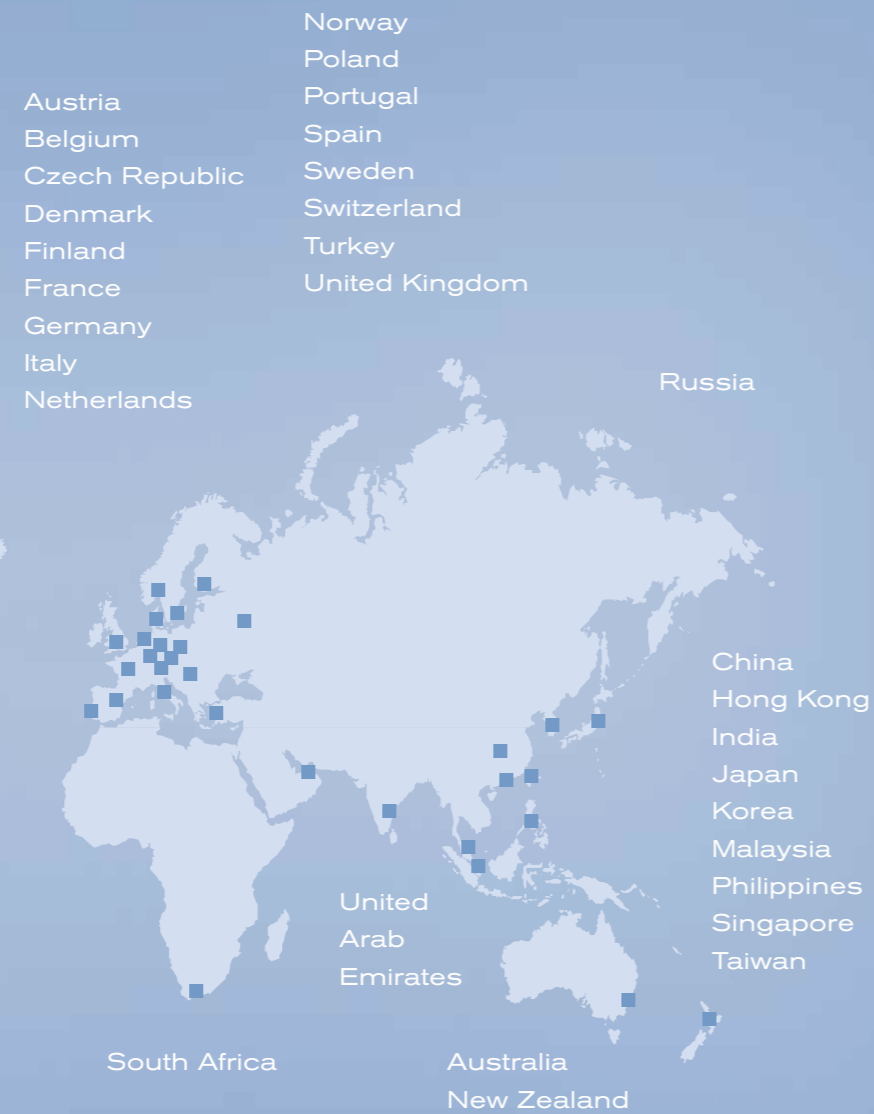 Austria
Belgium
Czech Republic
Denmark
Finland
France
Germany
Italy
Netherlands
Norway
Poland
Portugal
Spain
Sweden
Switzerland
Turkey
United Kingdom
Russia
China
Hong Kong
India
Japan
Korea
Malaysia
Philippines
Singapore
Taiwan
United
Arab
Emirates
South Africa
Australia
New Zealand